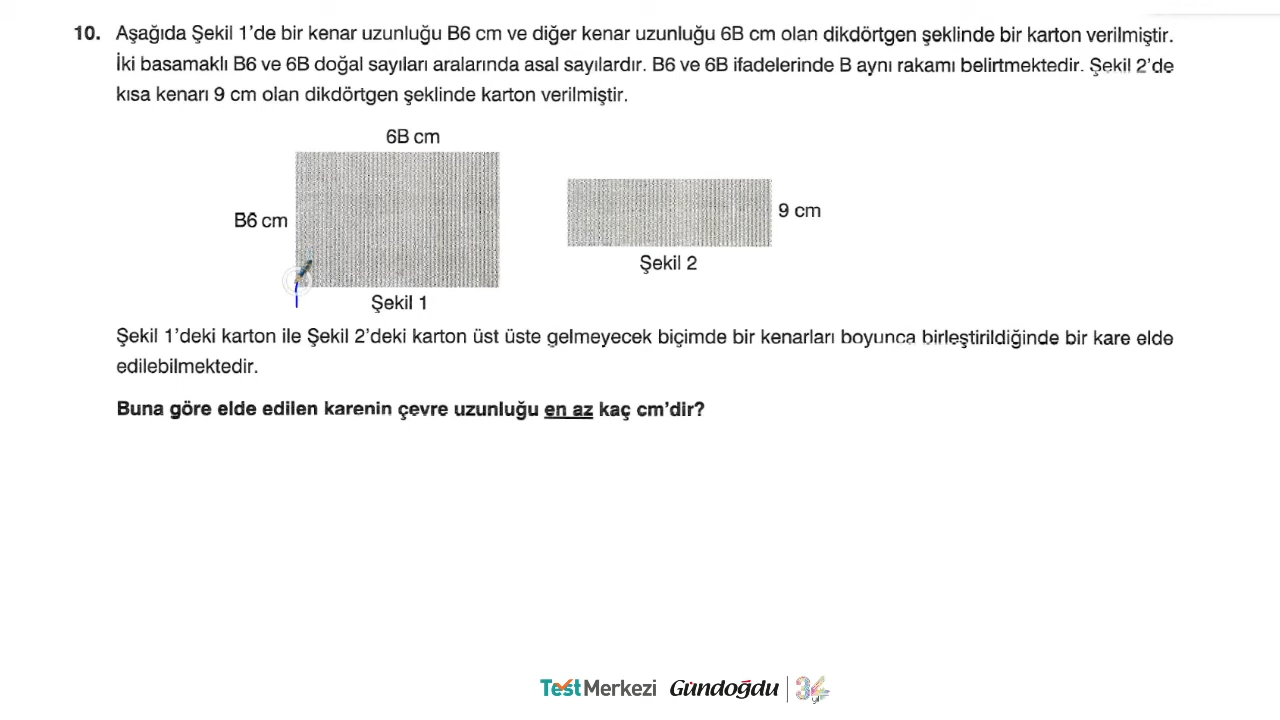 10. Aşağıda Şekil 1’de bir kenar uzunluğu B6 cm ve diğer kenar uzunluğu 6B cm olan dikdörtgen şeklinde bir karton verilmiştir.
İki basamaklı B6 ve 6B doğal sayıları aralarında asal sayılardır. B6 ve 6B ifadelerinde B aynı rakamı belirtmektedir. Şekil 2’de
kısa kenarı 9 cm olan dikdörtgen şeklinde karton verilmiştir.
6B cm
B6 cm
9 cm
Şekil 2
Şekil 1
Şekil 1’deki karton ile Şekil 2’deki karton üst üste gelmeyecek biçimde bir kenarları boyunca birleştirildiğinde bir kare elde
edilebilmektedir.
Buna göre elde edilen karenin çevre uzunluğu en az kaç cm’dir?
TestMerkezi Gündoğdu 34